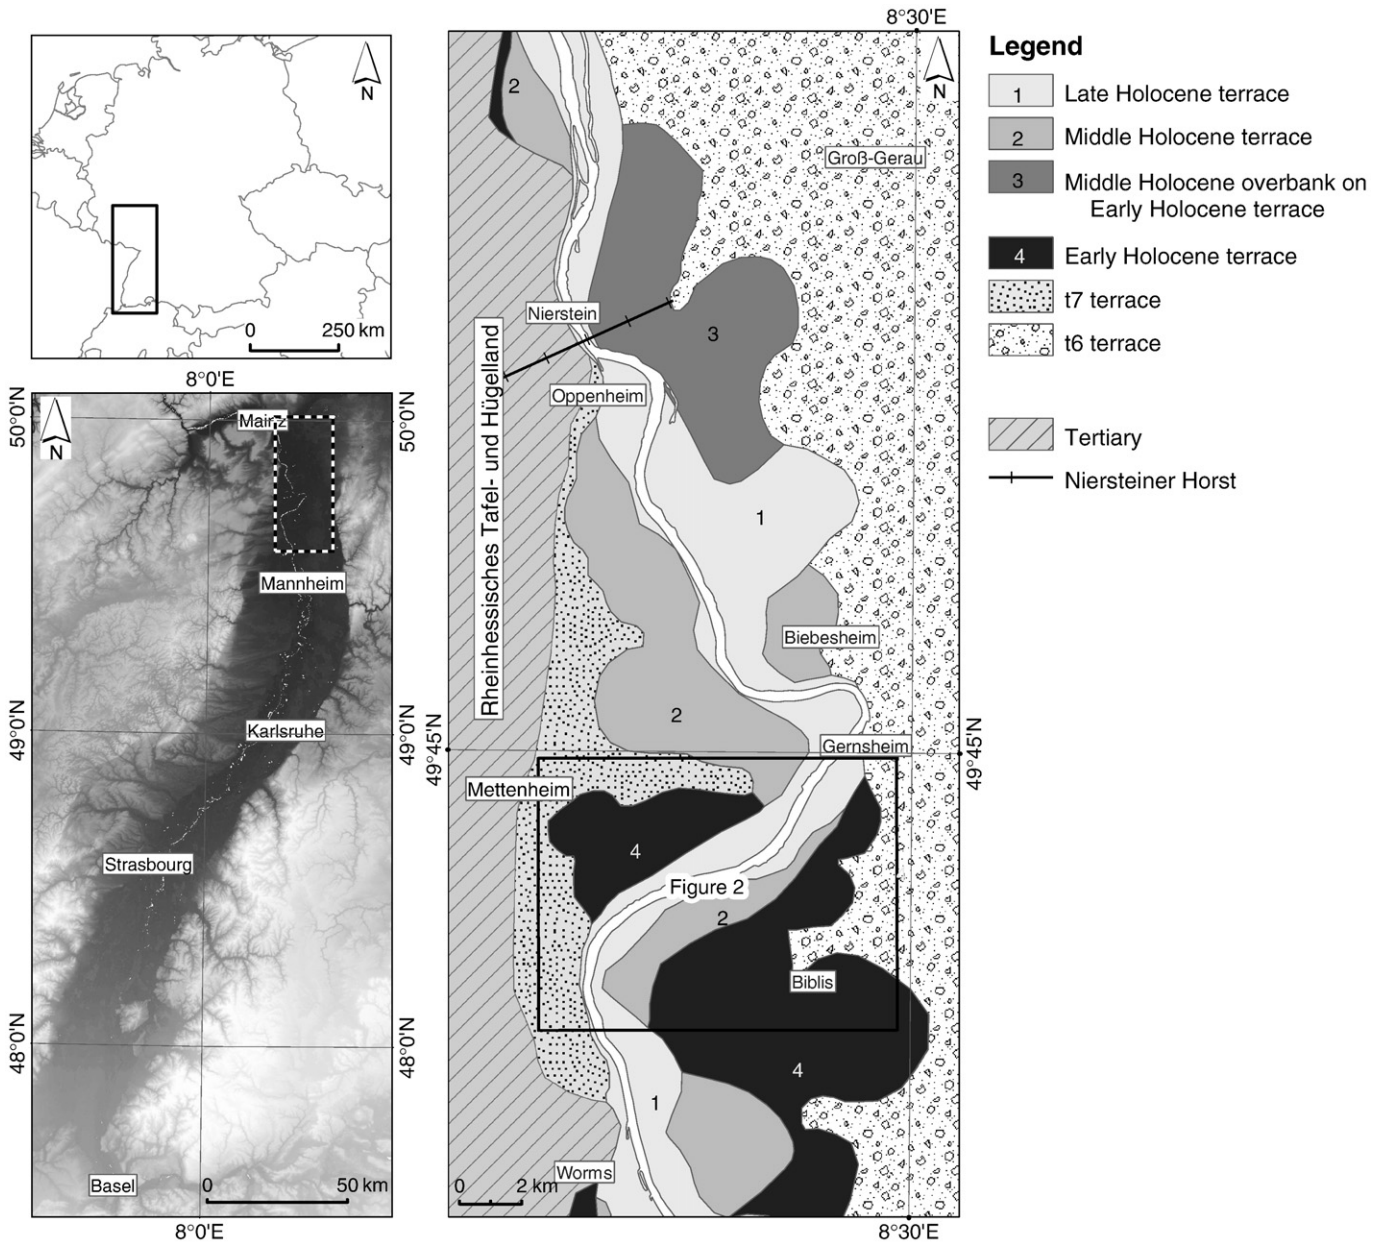 N
0 250 km
8°0'E
50°0'N
50°0'N
N
Mainz
Mannheim
49°0'N
Karlsruhe
49°0'N
Strasbourg
48°0'N
48°0'N
Basel
0 50 km
8°0'E
8°30'E
N
2
Groß-Gerau
Nierstein
3
Oppenheim
Rheinhessisches Tafel- und Hügelland
1
Biebesheim
2
49°45'N
Gernsheim
49°45'N
Mettenheim
4
Figure 2
2
Biblis
4
1
Worms
0 2 km
8°30'E
Legend
1 Late Holocene terrace
2 Middle Holocene terrace
3 Middle Holocene overbank on
Early Holocene terrace
4 Early Holocene terrace
t7 terrace
t6 terrace
Tertiary
Niersteiner Horst